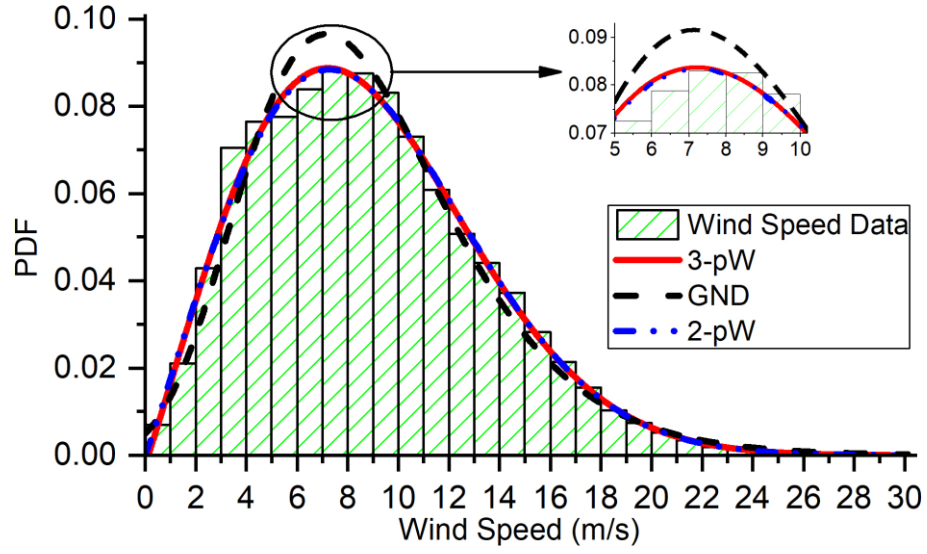 0.10
0.08
0.06
0.04
0.02
0.00
PDF
0 2 4 6 8 10 12 14 16 18 20 22 24 26 28 30
Wind Speed (m/s)
0.09
0.08
0.07
5 6 7 8 9 10
Wind Speed Data
3-pW
GND
2-pW